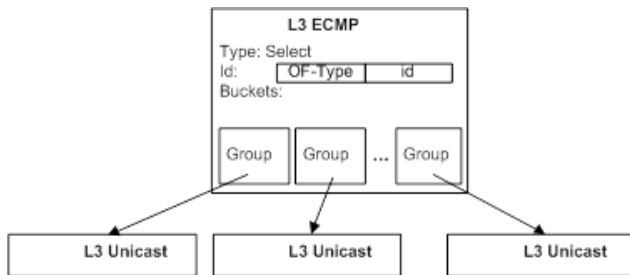 L3 ECMP
Type: Select
Id: OF-Type id
Buckets:
Group Group ... Group
L3 Unicast L3 Unicast L3 Unicast